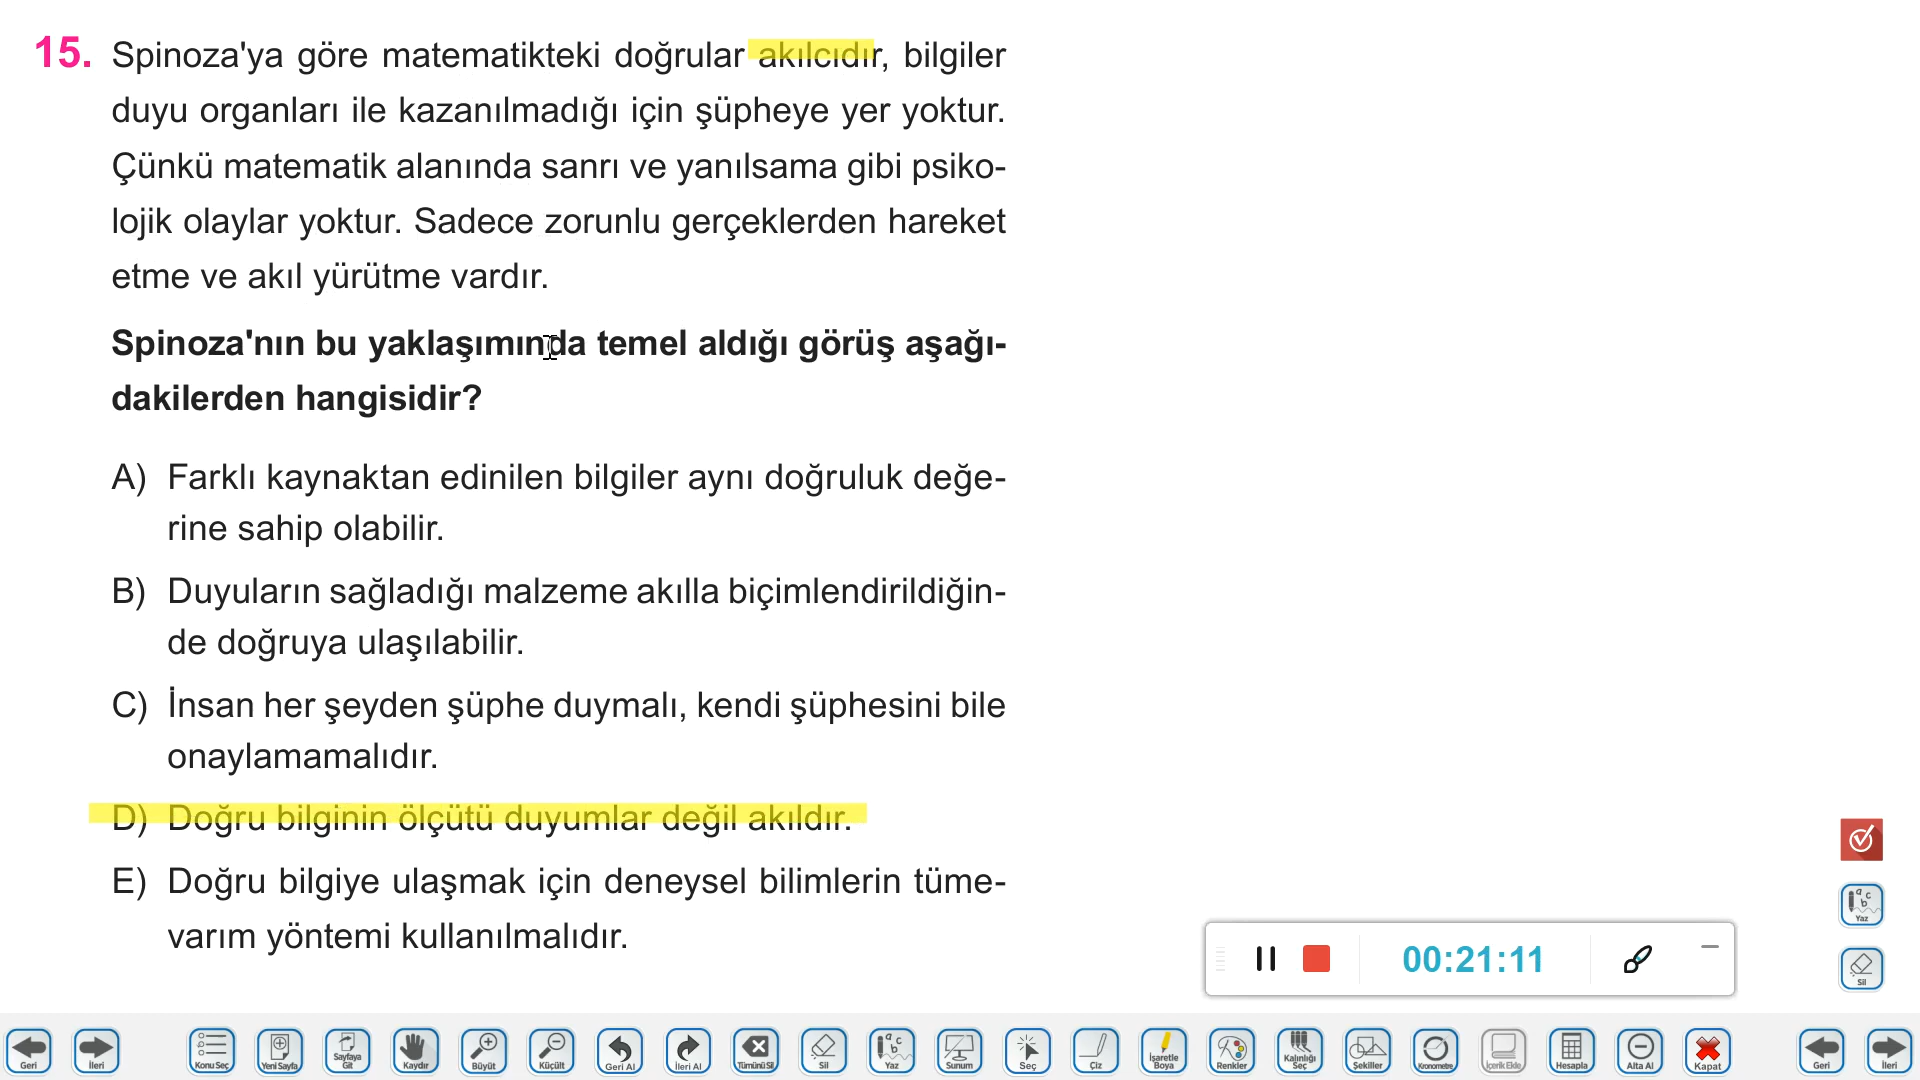 15. Spinoza'ya göre matematikteki doğrular akılcıdır, bilgiler
duyu organları ile kazanılmadığı için şüpheye yer yoktur.
Çünkü matematik alanında sanrı ve yanılsama gibi psiko-
lojik olaylar yoktur. Sadece zorunlu gerçeklerden hareket
etme ve akıl yürütme vardır.
Spinoza'nın bu yaklaşımında temel aldığı görüş aşağı-
dakilerden hangisidir?
A) Farklı kaynaktan edinilen bilgiler aynı doğruluk değe-
rine sahip olabilir.
B) Duyuların sağladığı malzeme akılla biçimlendirildiğin-
de doğruya ulaşılabilir.
C) İnsan her şeyden şüphe duymalı, kendi şüphesini bile
onaylamamalıdır.
D) Doğru bilginin ölçütü duyumlar değil akıldır.
E) Doğru bilgiye ulaşmak için deneysel bilimlerin tüme-
varım yöntemi kullanılmalıdır.
00:21:11
Yaz
Sil
Geri İleri Konu Seç Yeni Sayfa Sayfaya Git Kaydır Büyüt Küçült Geri Al İleri Al Tümünü Sil Sil Yaz Sunum Seç Çiz İşaretle Boya Renkler Kalınlığı Seç Şekiller Kronometre İçerik Ekle Hesapla Alta Al Kapat Geri İleri